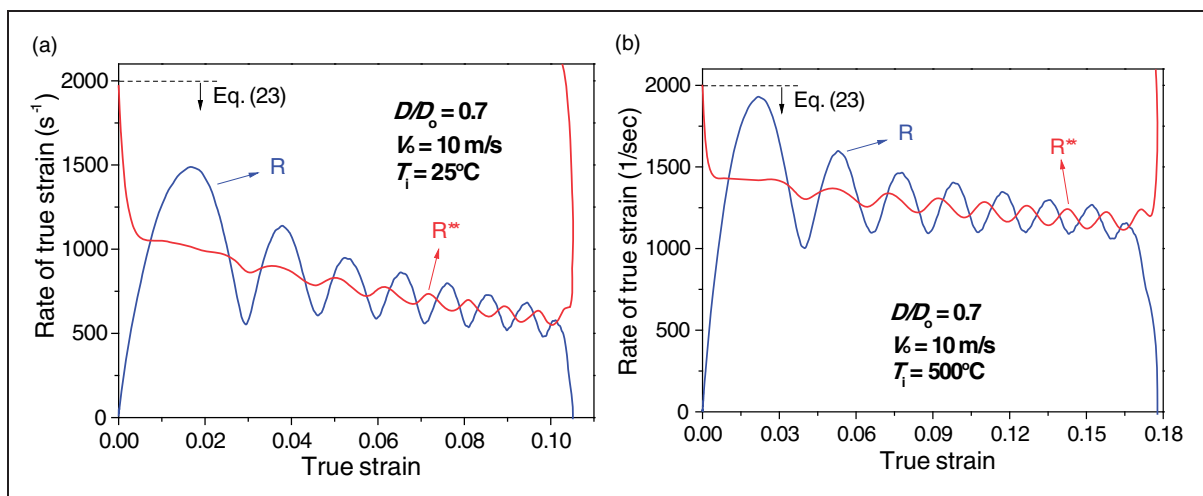 (a)
Rate of true strain (s⁻¹)
2000
1500
1000
500
0
Eq. (23)
D/Dₒ = 0.7
Vₒ = 10 m/s
Tᵢ = 25°C
R
R**
0.00 0.02 0.04 0.06 0.08 0.10
True strain
(b)
Rate of true strain (1/sec)
2000
1500
1000
500
0
Eq. (23)
R
R**
D/Dₒ = 0.7
Vₒ = 10 m/s
Tᵢ = 500°C
0.00 0.03 0.06 0.09 0.12 0.15 0.18
True strain